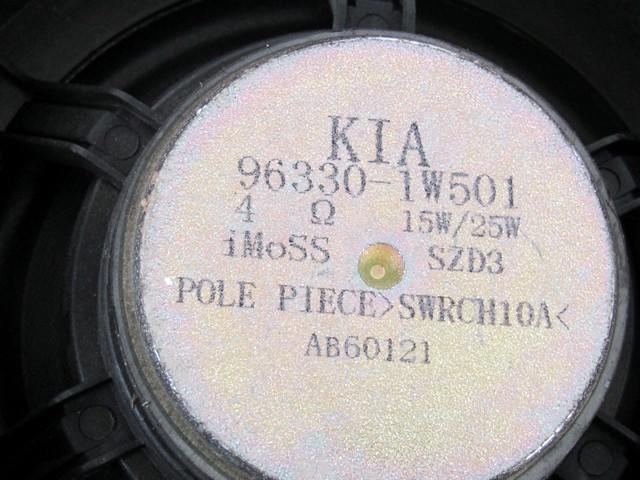 KIA
96330-1W501
4 Ω 15W/25W
iMoSS SZD3
POLE PIECE>SWRCH10A<
AB60121